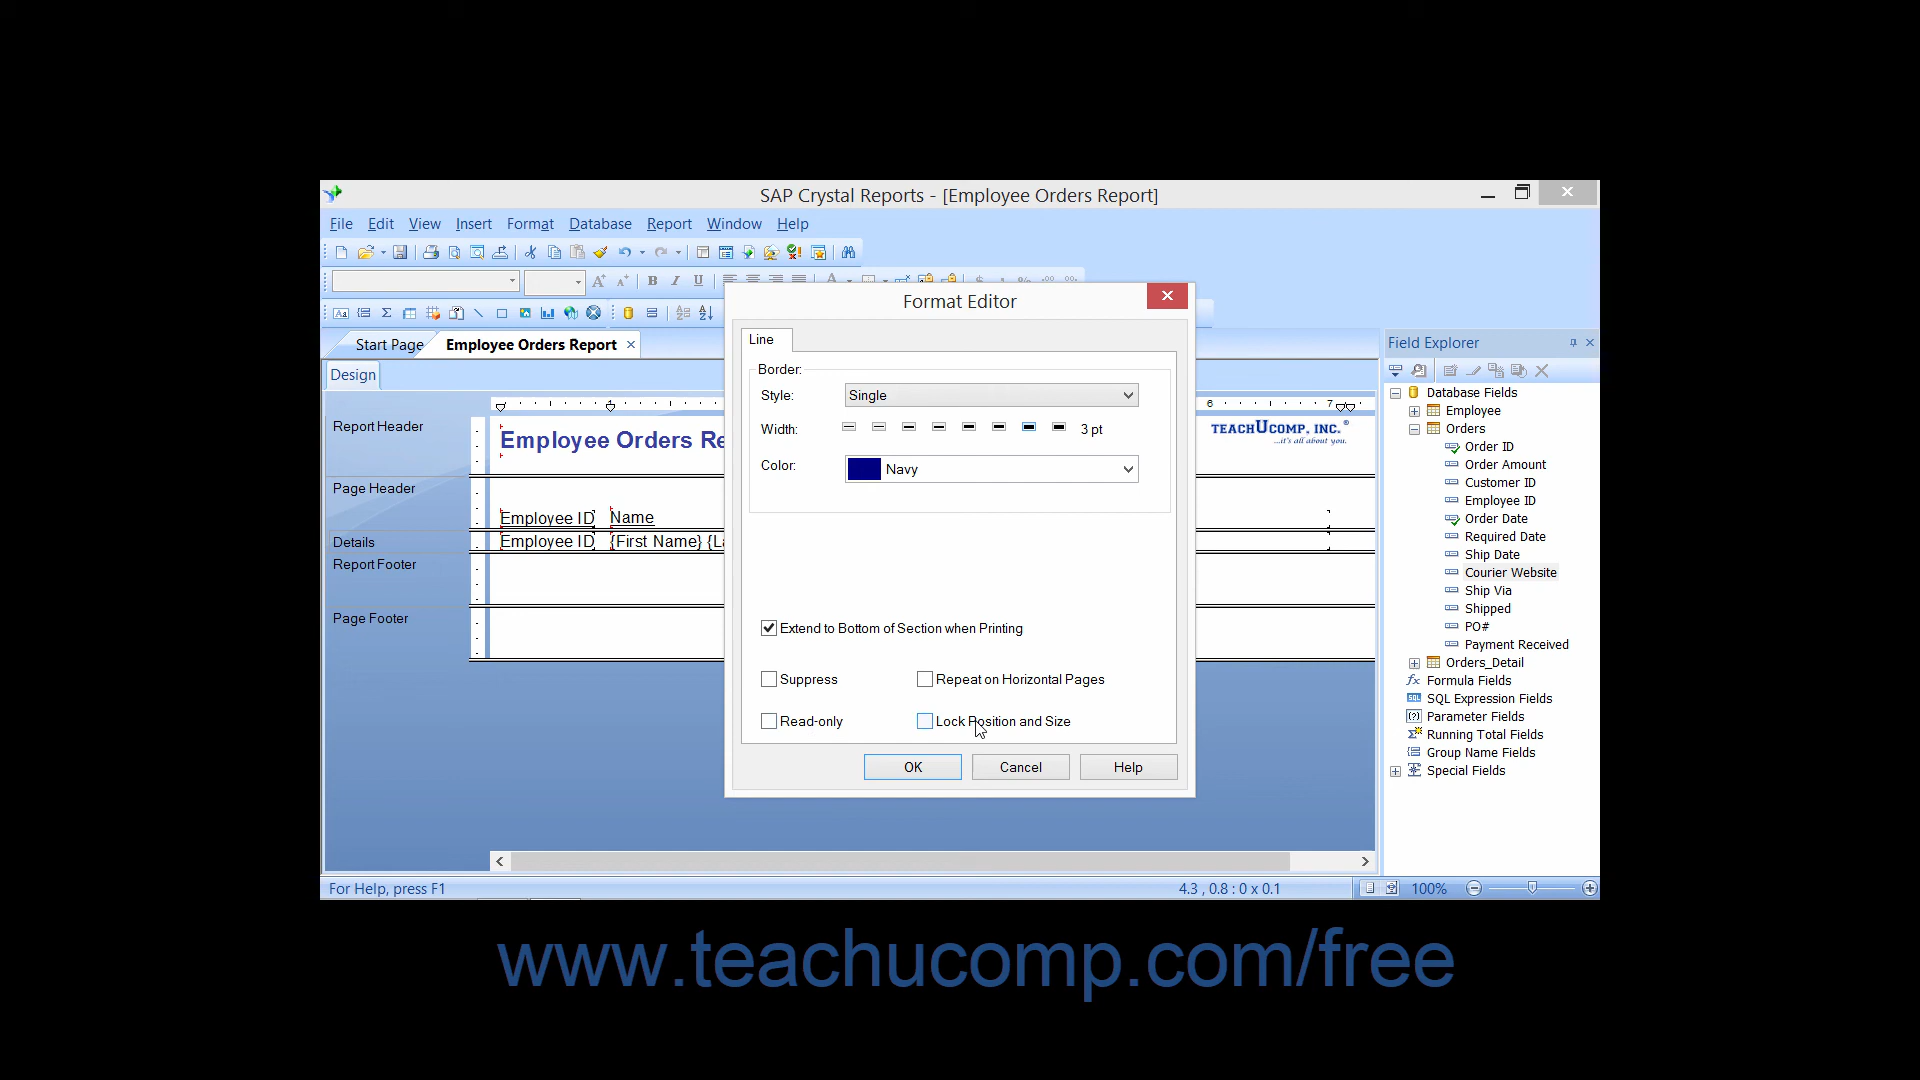 SAP Crystal Reports - [Employee Orders Report]
File Edit View Insert Format Database Report Window Help
Start Page Employee Orders Report
Design
Report Header
Employee Orders Re
TEACHUCOMP, INC.®
...it's all about you.
6 7
Page Header
Employee ID Name
Details
Employee ID {First Name} {La
Report Footer
Page Footer
Format Editor
Line
Border:
Style: Single
Width: 3 pt
Color: Navy
Extend to Bottom of Section when Printing
Suppress Repeat on Horizontal Pages
Read-only Lock Position and Size
OK Cancel Help
Field Explorer
Database Fields
Employee
Orders
Order ID
Order Amount
Customer ID
Employee ID
Order Date
Required Date
Ship Date
Courier Website
Ship Via
Shipped
PO#
Payment Received
Orders_Detail
Formula Fields
SQL Expression Fields
Parameter Fields
Running Total Fields
Group Name Fields
Special Fields
For Help, press F1 4.3 , 0.8 : 0 x 0.1 100%
www.teachucomp.com/free